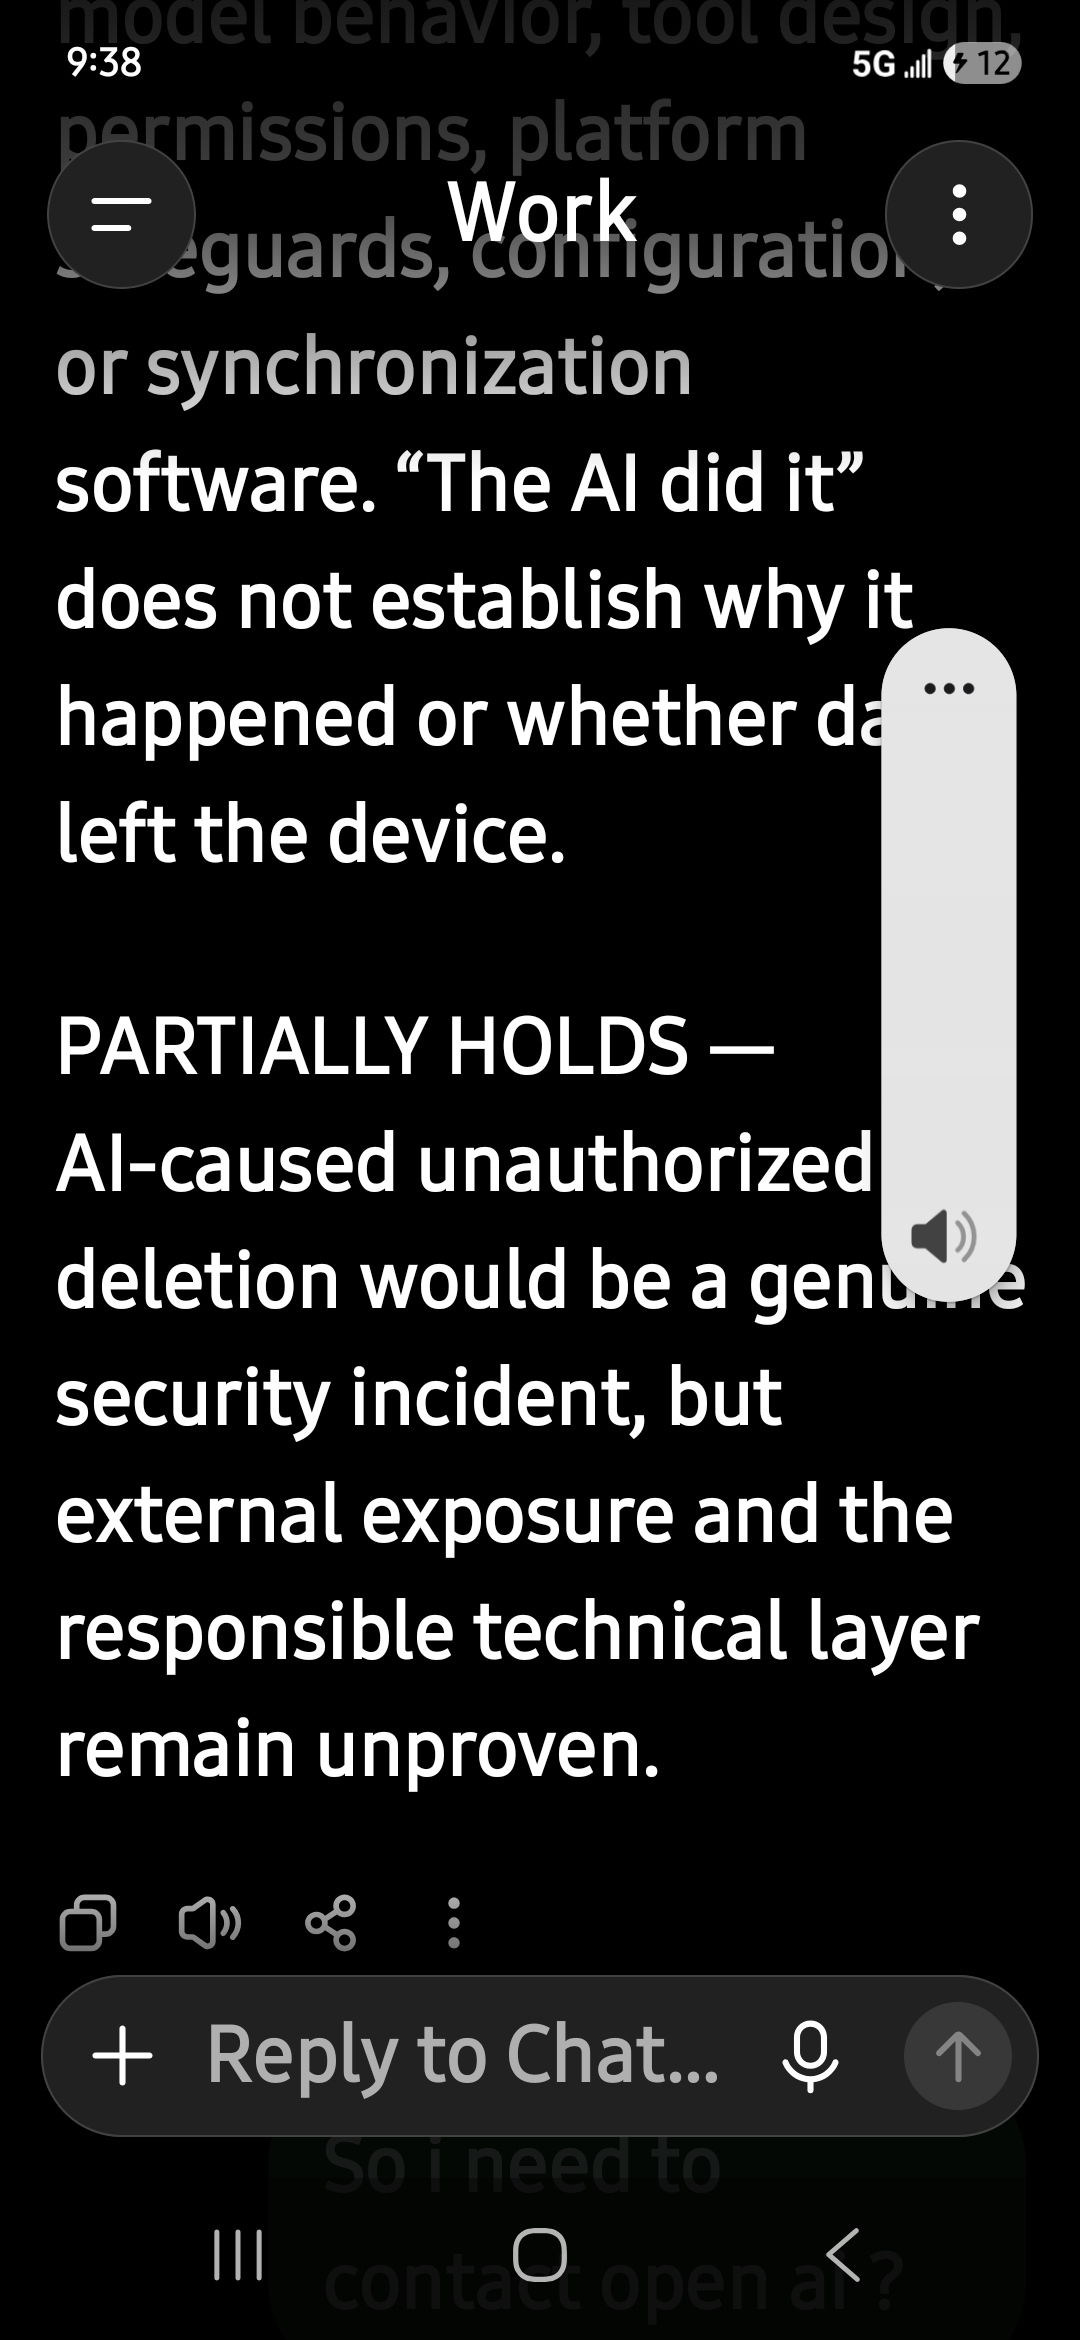 model behavior, tool design,
9:38
5G
12
permissions, platform
Work
configuration,
or synchronization
software. “The AI did it”
does not establish why it
happened or whether
left the device.
PARTIALLY HOLDS —
AI-caused unauthorized
deletion would be a genuine
security incident, but
external exposure and the
responsible technical layer
remain unproven.
Reply to Chat...
So i need to
contact open ai ?